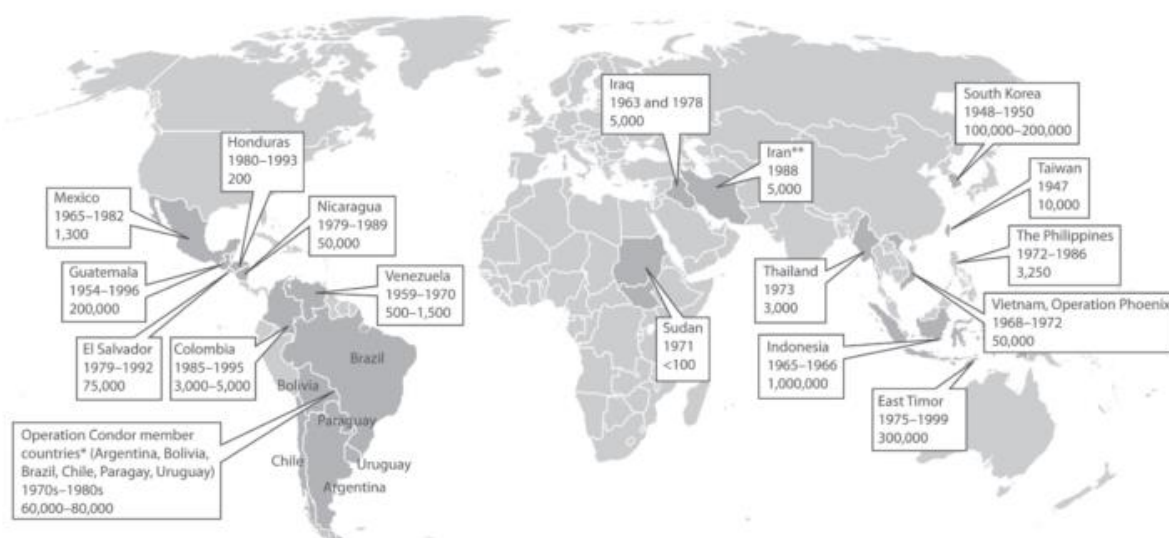 Iraq
1963 and 1978
5,000
South Korea
1948–1950
100,000–200,000
Honduras
1980–1993
200
Iran**
1988
5,000
Taiwan
1947
10,000
Mexico
1965–1982
1,300
Nicaragua
1979–1989
50,000
The Philippines
1972–1986
3,250
Guatemala
1954–1996
200,000
Venezuela
1959–1970
500–1,500
Thailand
1973
3,000
Vietnam, Operation Phoenix
1968–1972
50,000
El Salvador
1979–1992
75,000
Colombia
1985–1995
3,000–5,000
Brazil
Sudan
1971
<100
Indonesia
1965–1966
1,000,000
Bolivia
East Timor
1975–1999
300,000
Paraguay
Operation Condor member
countries* (Argentina, Bolivia,
Brazil, Chile, Paragay, Uruguay)
1970s–1980s
60,000–80,000
Chile
Uruguay
Argentina